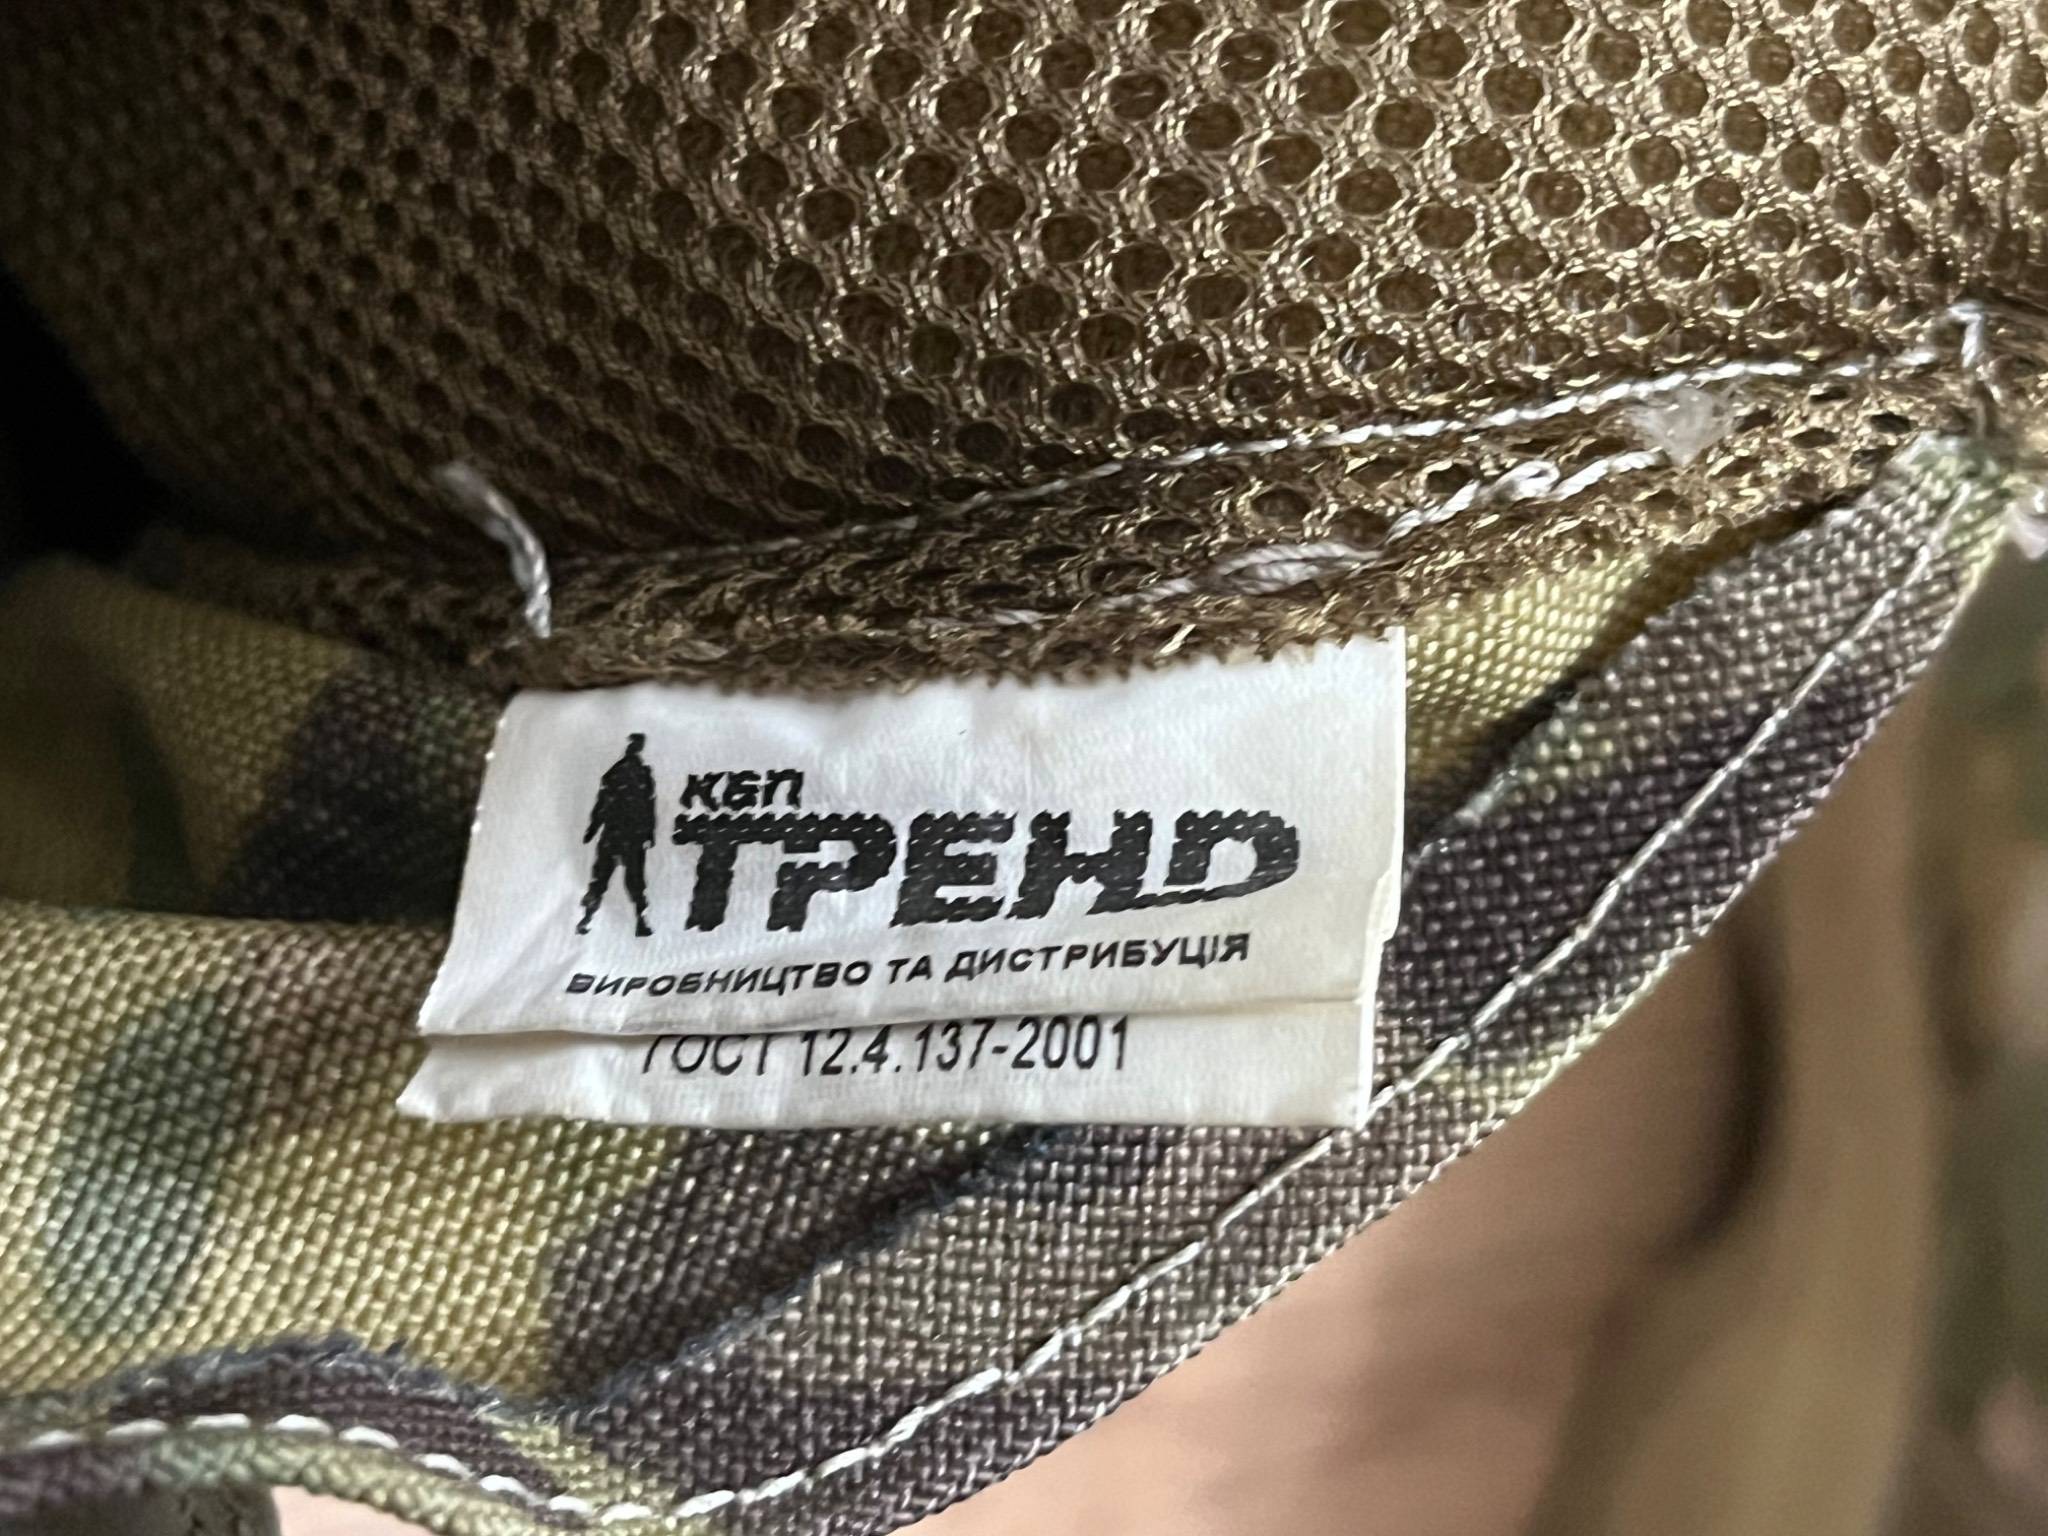 КБП
ТРЕНД
ВИРОБНИЦТВО ТА ДИСТРИБУЦІЯ
ГОСТ 12.4.137-2001